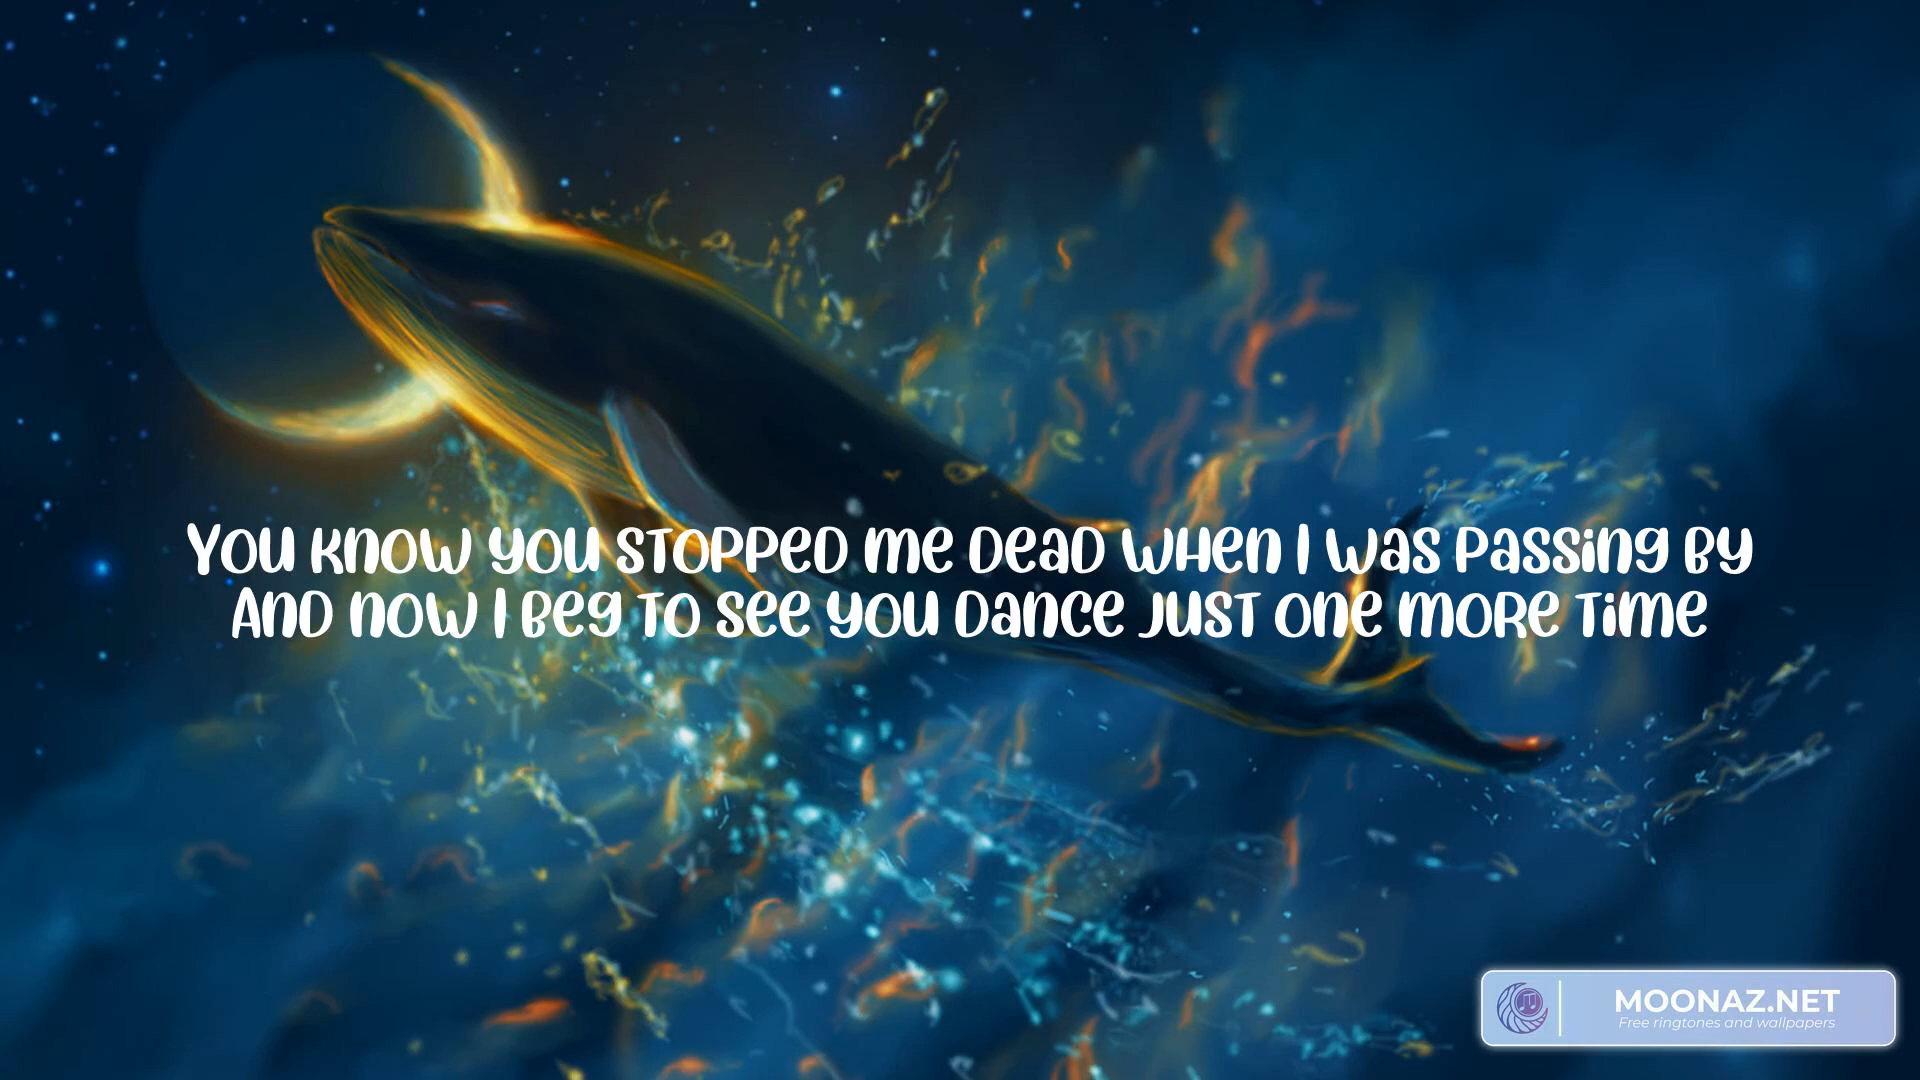 You know you stopped me dead when I was passing by
And now I beg to see you dance just one more time
MOONAZ.NET
Free ringtones and wallpapers